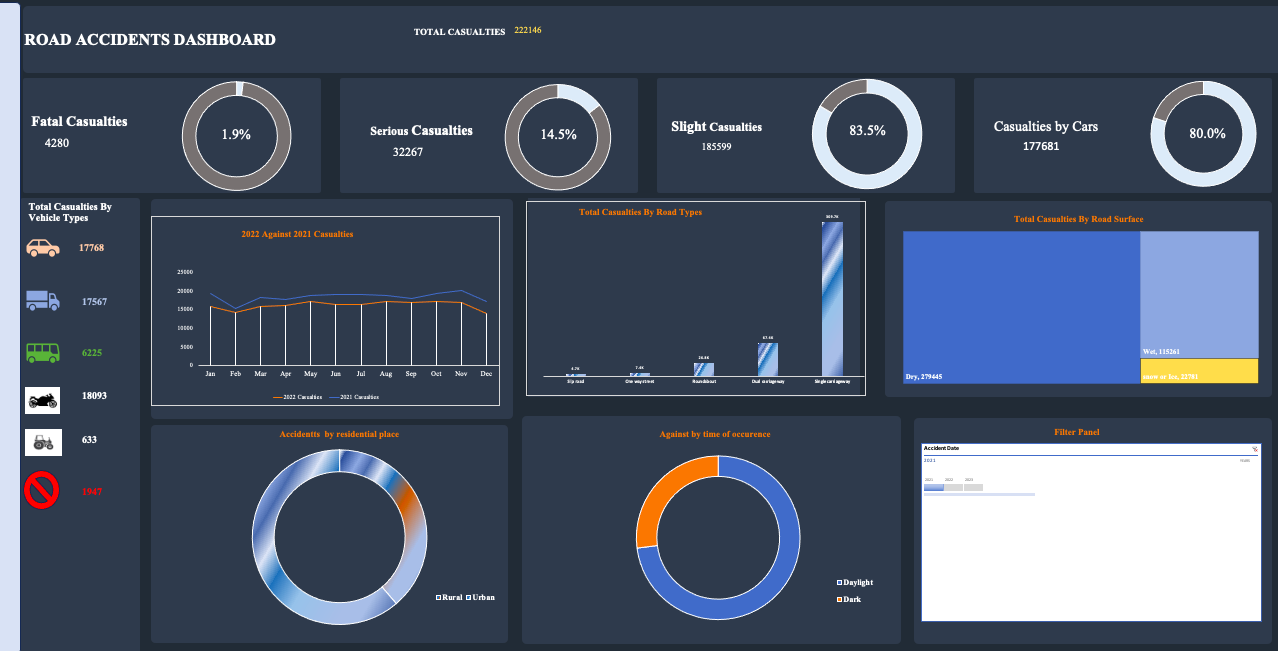 ROAD ACCIDENTS DASHBOARD
TOTAL CASUALTIES 222146
Fatal Casualties
4280
1.9%
Serious Casualties
32267
14.5%
Slight Casualties
185599
83.5%
Casualties by Cars
177681
80.0%
Total Casualties By
Vehicle Types
17768
17567
6225
18093
633
1947
2022 Against 2021 Casualties
25000
20000
15000
10000
5000
0
Jan Feb Mar Apr May Jun Jul Aug Sep Oct Nov Dec
2022 Casualties 2021 Casualties
Total Casualties By Road Types
Slip road One way street Roundabout Dual carriageway Single carriageway
Total Casualties By Road Surface
Dry, 279445
Wet, 115261
snow or Ice, 22781
Accidentts by residential place
Rural Urban
Against by time of occurence
Daylight
Dark
Filter Panel
Accident Date
2021
2021 2022 2023